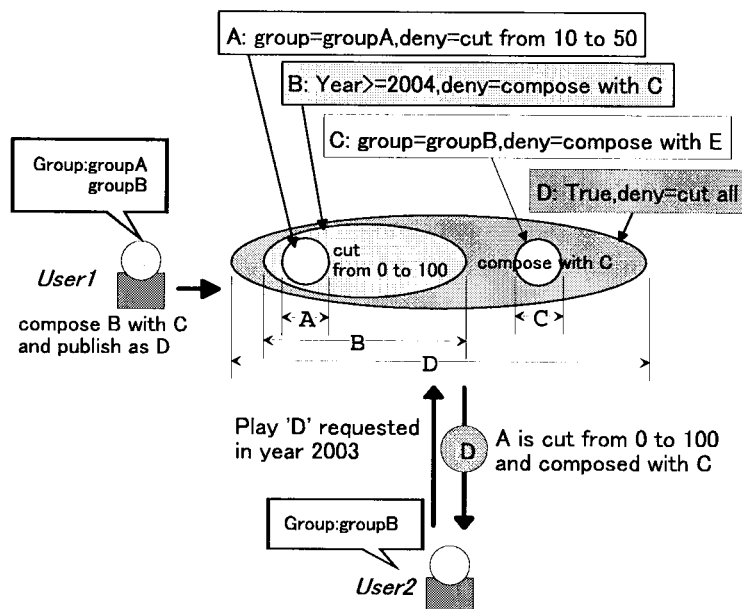 A: group=groupA,deny=cut from 10 to 50
B: Year>=2004,deny=compose with C
C: group=groupB,deny=compose with E
D: True,deny=cut all
Group:groupA
groupB
User1
compose B with C
and publish as D
cut
from 0 to 100
compose with C
A
C
B
D
Play 'D' requested
in year 2003
D
A is cut from 0 to 100
and composed with C
Group:groupB
User2